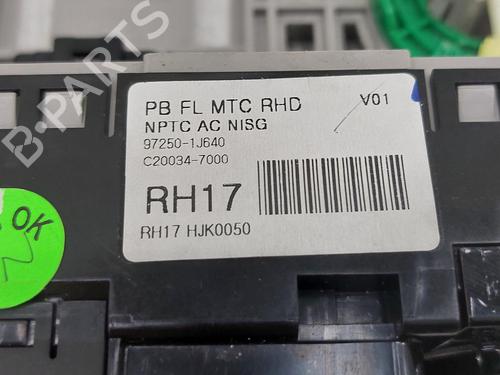 PB FL MTC RHD V01
NPTC AC NISG
97250-1J640
C20034-7000
RH17
RH17 HJK0050
OK
B-Parts